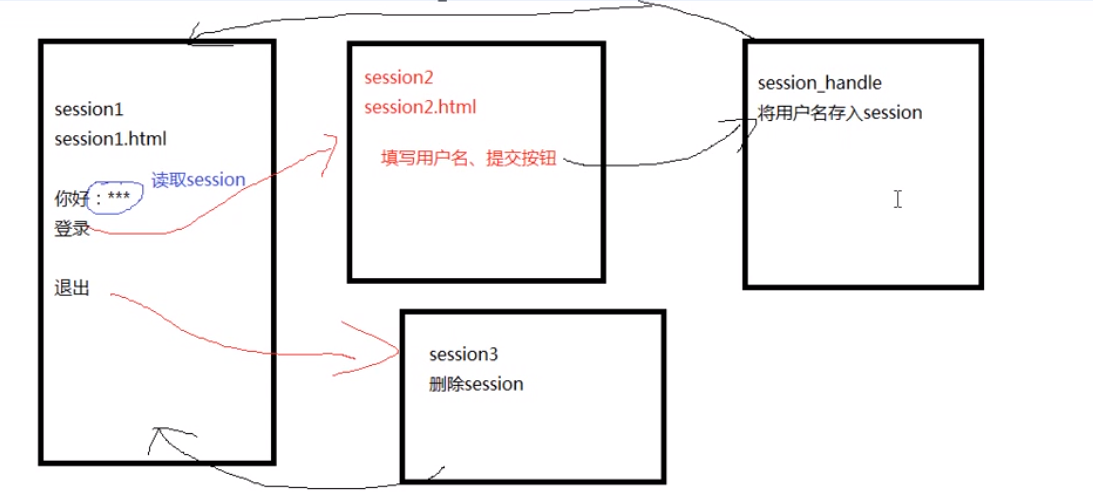 session1
session1.html
你好：***
读取session
登录
退出
session2
session2.html
填写用户名、提交按钮
session_handle
将用户名存入session
session3
删除session